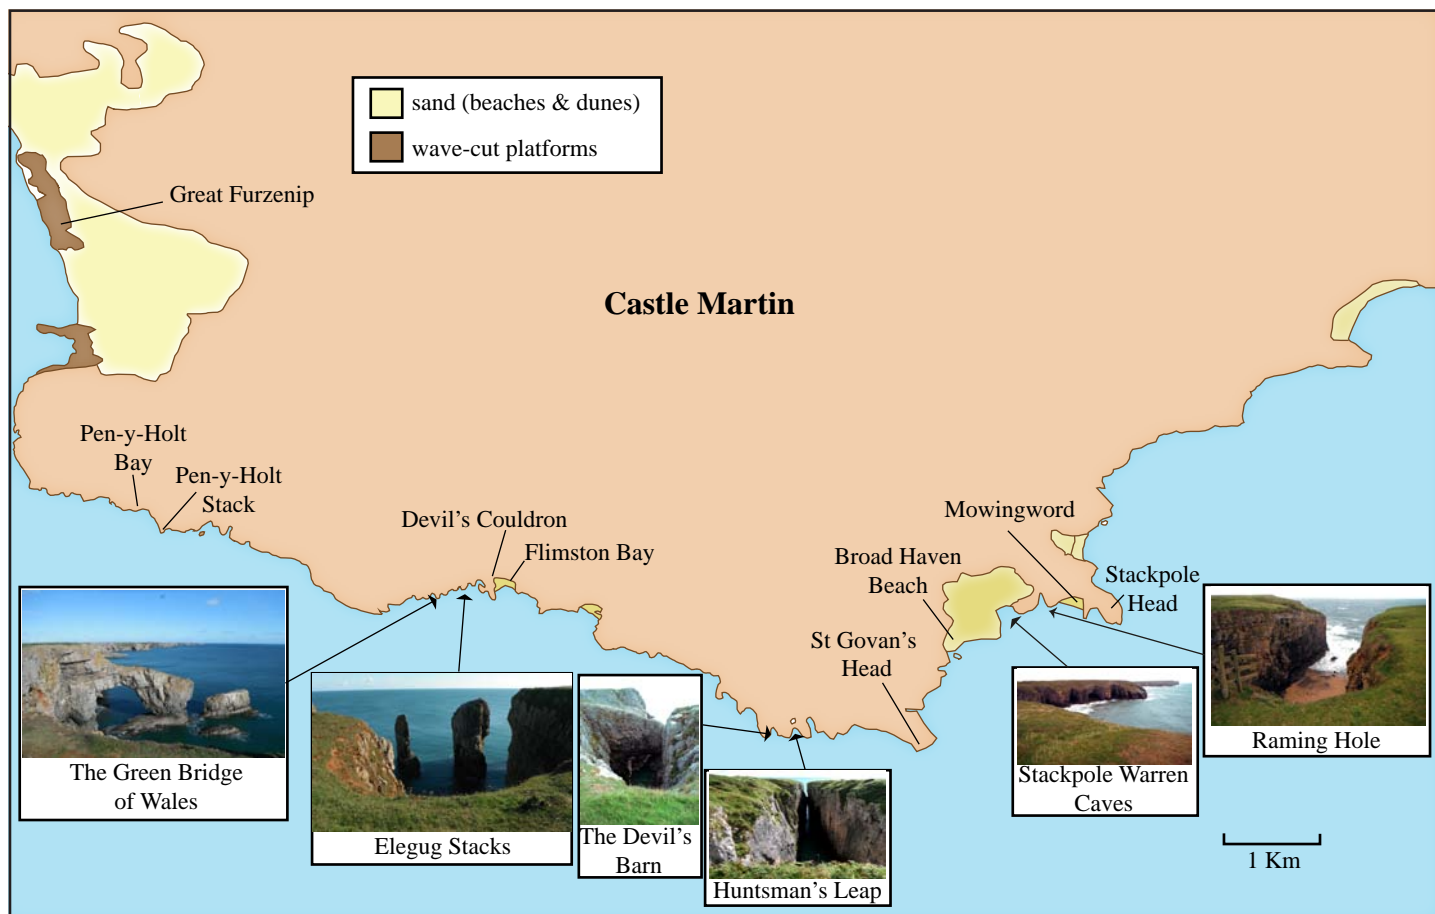 sand (beaches & dunes)
wave-cut platforms
Great Furzenip
Castle Martin
Pen-y-Holt
Bay
Pen-y-Holt
Stack
Devil's Couldron
Flimston Bay
Mowingword
Broad Haven
Beach
Stackpole
Head
St Govan's
Head
The Green Bridge
of Wales
Elegug Stacks
The Devil's
Barn
Huntsman's Leap
Stackpole Warren
Caves
Raming Hole
1 Km